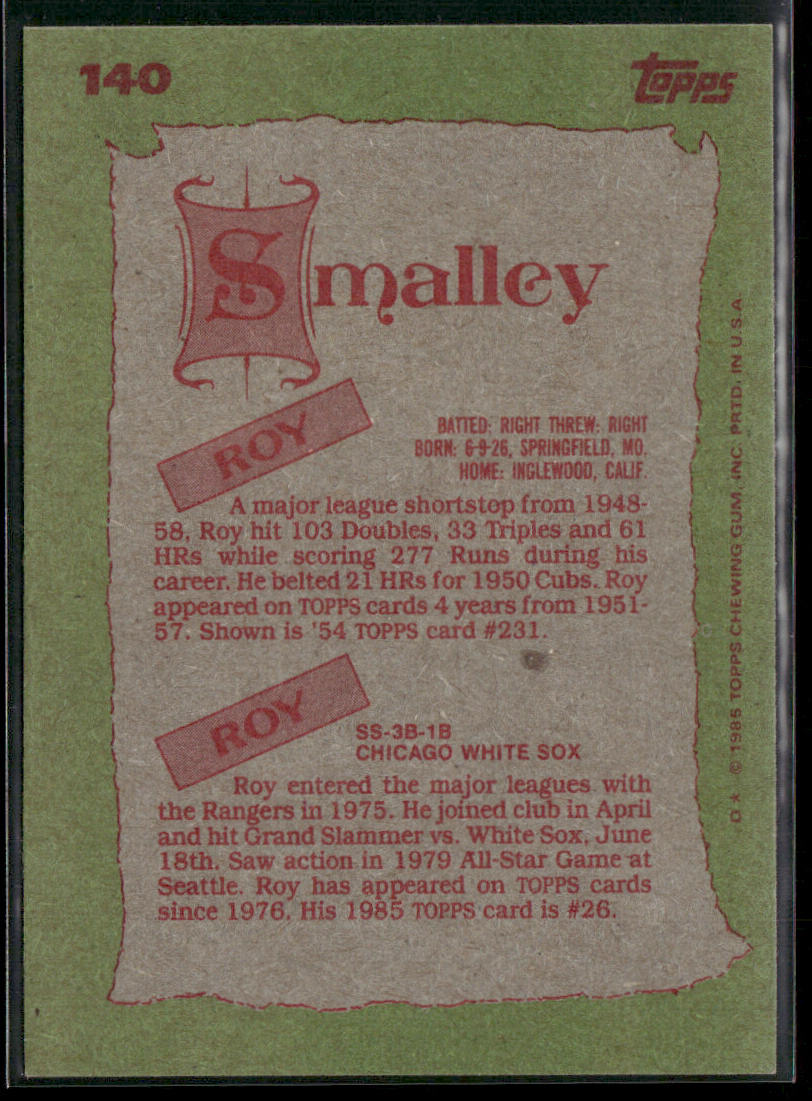 140
TOPPS
Smalley
ROY
BATTED: RIGHT THREW: RIGHT
BORN: 6-9-26, SPRINGFIELD, MO.
HOME: INGLEWOOD, CALIF.
A major league shortstop from 1948-
58, Roy hit 103 Doubles, 33 Triples and 61
HRs while scoring 277 Runs during his
career. He belted 21 HRs for 1950 Cubs. Roy
appeared on TOPPS cards 4 years from 1951-
57. Shown is '54 TOPPS card #231.
ROY
SS-3B-1B
CHICAGO WHITE SOX
Roy entered the major leagues with
the Rangers in 1975. He joined club in April
and hit Grand Slammer vs. White Sox, June
18th. Saw action in 1979 All-Star Game at
Seattle. Roy has appeared on TOPPS cards
since 1976. His 1985 TOPPS card is #26.
D★ © 1985 TOPPS CHEWING GUM, INC. PRTD. IN U.S.A.